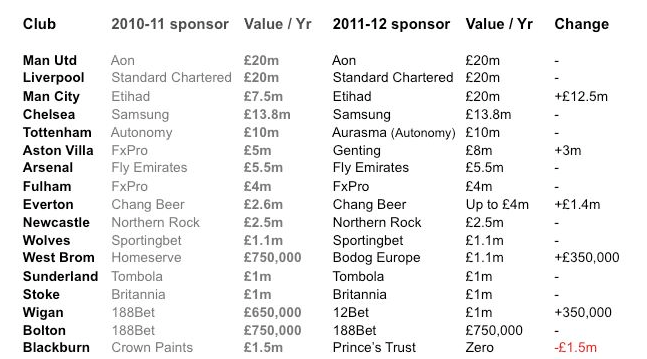 Club 2010-11 sponsor Value / Yr 2011-12 sponsor Value / Yr Change
Man Utd Aon £20m Aon £20m -
Liverpool Standard Chartered £20m Standard Chartered £20m -
Man City Etihad £7.5m Etihad £20m +£12.5m
Chelsea Samsung £13.8m Samsung £13.8m -
Tottenham Autonomy £10m Aurasma (Autonomy) £10m -
Aston Villa FxPro £5m Genting £8m +3m
Arsenal Fly Emirates £5.5m Fly Emirates £5.5m -
Fulham FxPro £4m FxPro £4m -
Everton Chang Beer £2.6m Chang Beer Up to £4m +£1.4m
Newcastle Northern Rock £2.5m Northern Rock £2.5m -
Wolves Sportingbet £1.1m Sportingbet £1.1m -
West Brom Homeserve £750,000 Bodog Europe £1.1m +£350,000
Sunderland Tombola £1m Tombola £1m -
Stoke Britannia £1m Britannia £1m -
Wigan 188Bet £650,000 12Bet £1m +350,000
Bolton 188Bet £750,000 188Bet £750,000 -
Blackburn Crown Paints £1.5m Prince's Trust Zero -£1.5m